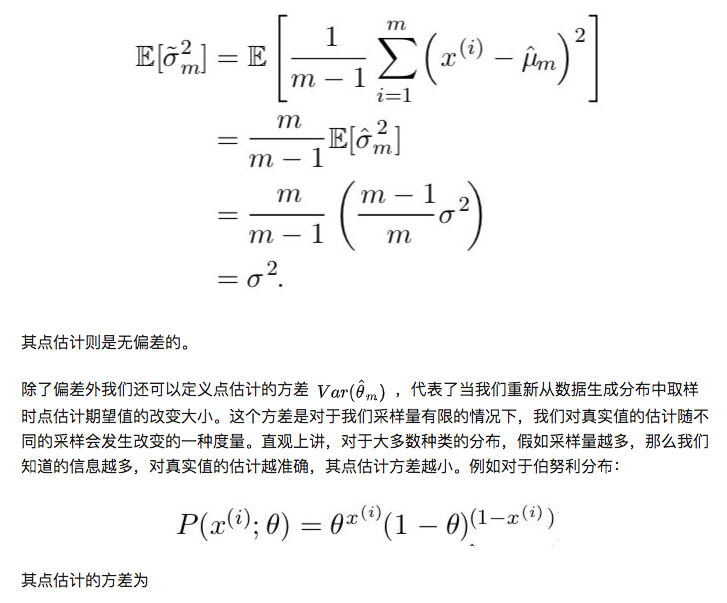 $\mathbb{E}[\tilde{\sigma}_m^2] = \mathbb{E}\left[\frac{1}{m-1}\sum_{i=1}^{m}\left(x^{(i)} - \hat{\mu}_m\right)^2\right]$
$= \frac{m}{m-1}\mathbb{E}[\hat{\sigma}_m^2]$
$= \frac{m}{m-1}\left(\frac{m-1}{m}\sigma^2\right)$
$= \sigma^2.$
其点估计则是无偏差的。
除了偏差外我们还可以定义点估计的方差 $Var(\hat{\theta}_m)$ ，代表了当我们重新从数据生成分布中取样
时点估计期望值的改变大小。这个方差是对于我们采样量有限的情况下，我们对真实值的估计随不
同的采样会发生改变的一种度量。直观上讲，对于大多数种类的分布，假如采样量越多，那么我们
知道的信息越多，对真实值的估计越准确，其点估计方差越小。例如对于伯努利分布：
$P(x^{(i)};\theta) = \theta^{x^{(i)}}(1-\theta)^{(1-x^{(i)})}$
其点估计的方差为